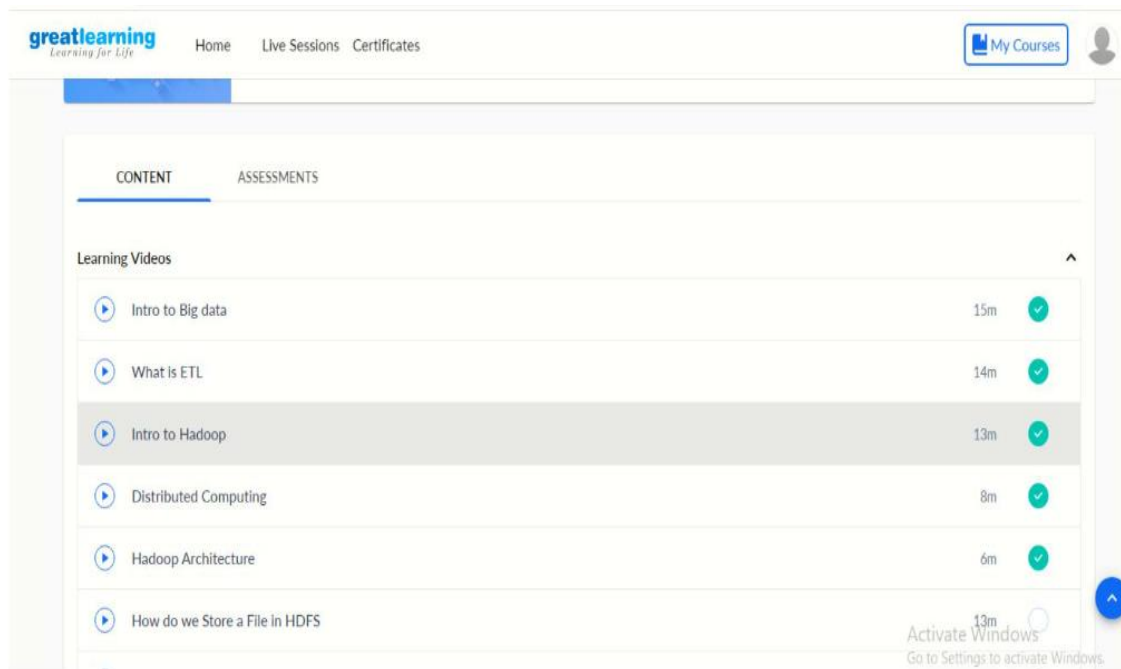 greatlearning
Learning for Life
Home Live Sessions Certificates
My Courses
CONTENT ASSESSMENTS
Learning Videos
Intro to Big data 15m
What is ETL 14m
Intro to Hadoop 13m
Distributed Computing 8m
Hadoop Architecture 6m
How do we Store a File in HDFS 13m
Activate Windows
Go to Settings to activate Windows.